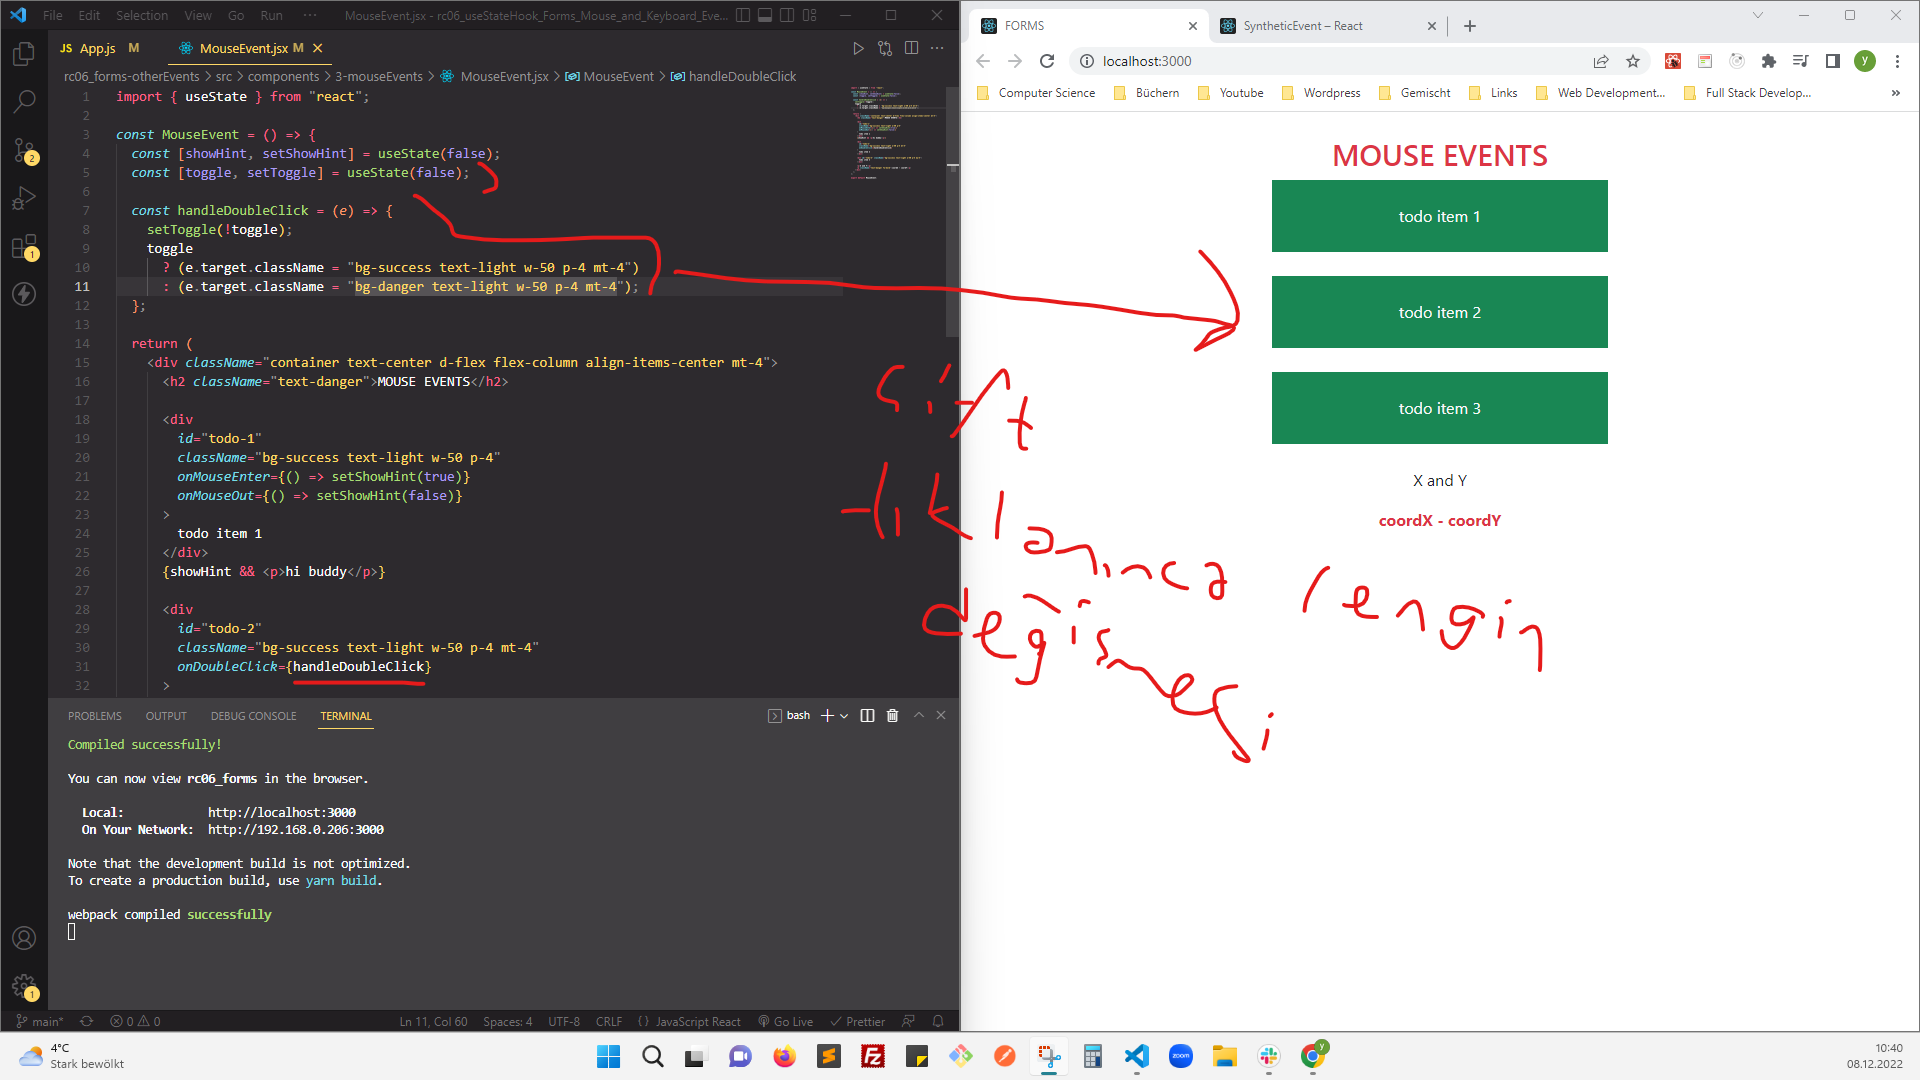 File Edit Selection View Go Run ··· MouseEvent.jsx - rc06_useStateHook_Forms_Mouse_and_Keyboard_Eve...
JS App.js M MouseEvent.jsx M
rc06_forms-otherEvents > src > components > 3-mouseEvents > MouseEvent.jsx > MouseEvent > handleDoubleClick
1 import { useState } from "react";
2
3 const MouseEvent = () => {
4 const [showHint, setShowHint] = useState(false);
5 const [toggle, setToggle] = useState(false);
6
7 const handleDoubleClick = (e) => {
8 setToggle(!toggle);
9 toggle
10 ? (e.target.className = "bg-success text-light w-50 p-4 mt-4")
11 : (e.target.className = "bg-danger text-light w-50 p-4 mt-4");
12 };
13
14 return (
15 <div className="container text-center d-flex flex-column align-items-center mt-4">
16 <h2 className="text-danger">MOUSE EVENTS</h2>
17
18 <div
19 id="todo-1"
20 className="bg-success text-light w-50 p-4"
21 onMouseEnter={() => setShowHint(true)}
22 onMouseOut={() => setShowHint(false)}
23 >
24 todo item 1
25 </div>
26 {showHint && <p>hi buddy</p>}
27
28 <div
29 id="todo-2"
30 className="bg-success text-light w-50 p-4 mt-4"
31 onDoubleClick={handleDoubleClick}
32 >
PROBLEMS OUTPUT DEBUG CONSOLE TERMINAL bash
Compiled successfully!
You can now view rc06_forms in the browser.
Local: http://localhost:3000
On Your Network: http://192.168.0.206:3000
Note that the development build is not optimized.
To create a production build, use yarn build.
webpack compiled successfully
main* 0 0 Ln 11, Col 60 Spaces: 4 UTF-8 CRLF {} JavaScript React Go Live Prettier
2
1
1
FORMS SyntheticEvent – React
localhost:3000 y
Computer Science Büchern Youtube Wordpress Gemischt Links Web Development... Full Stack Develop... »
MOUSE EVENTS
todo item 1
todo item 2
todo item 3
X and Y
coordX - coordY
çift
tıklanınca rengin
değişmesi
4°C
Stark bewölkt
zoom
y
10:40
08.12.2022